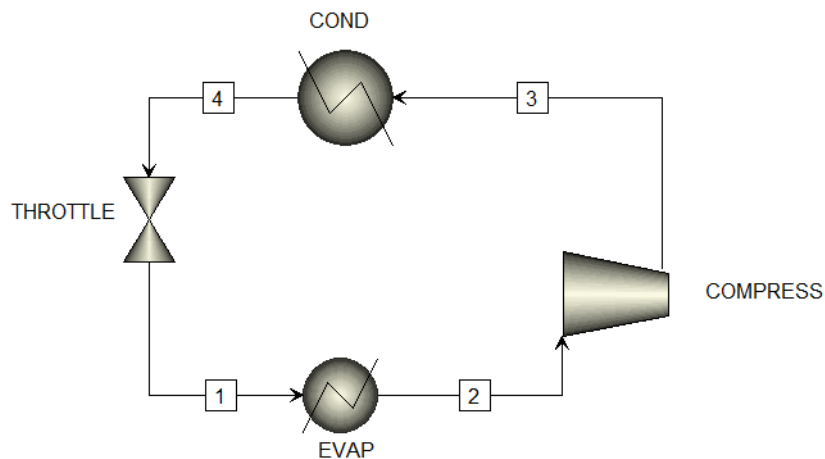 COND
4
3
THROTTLE
COMPRESS
1
2
EVAP